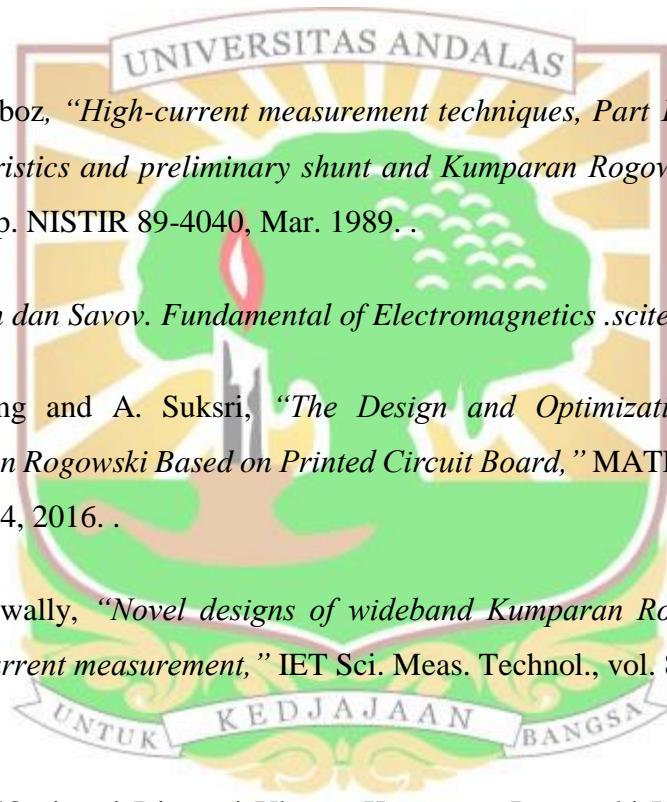 UNIVERSITAS ANDALAS
boz, “High-current measurement techniques, Part I
ristics and preliminary shunt and Kumparan Rogow
p. NISTIR 89-4040, Mar. 1989. .
n dan Savov. Fundamental of Electromagnetics .scite
ng and A. Suksri, “The Design and Optimizati
n Rogowski Based on Printed Circuit Board,” MATE
4, 2016. .
wally, “Novel designs of wideband Kumparan Ro
urrent measurement,” IET Sci. Meas. Technol., vol. 8
UNTUK KEDJAJAAN BANGSA